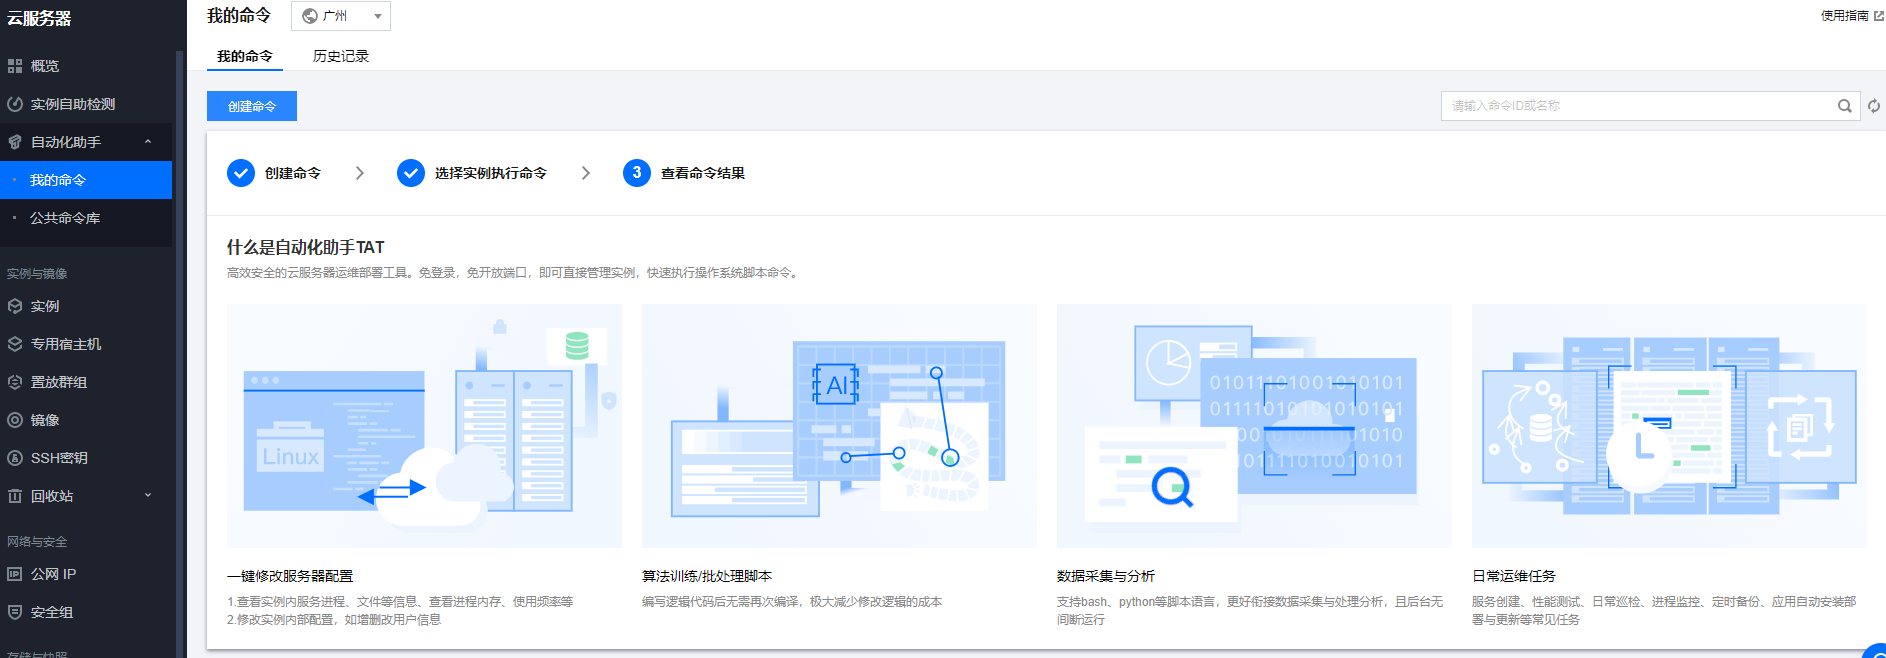 云服务器
概览
实例自助检测
自动化助手
我的命令
公共命令库
实例与镜像
实例
专用宿主机
置放群组
镜像
SSH密钥
回收站
网络与安全
公网 IP
安全组
存储与快照
我的命令
广州
使用指南
我的命令
历史记录
创建命令
请输入命令ID或名称
创建命令
选择实例执行命令
3 查看命令结果
什么是自动化助手TAT
高效安全的云服务器运维部署工具。免登录，免开放端口，即可直接管理实例，快速执行操作系统脚本命令。
Linux
AI
01011101001010101
01111010101010101
一键修改服务器配置
1.查看实例内服务进程、文件等信息、查看进程内存、使用频率等
2.修改实例内部配置，如增删改用户信息
算法训练/批处理脚本
编写逻辑代码后无需再次编译，极大减少修改逻辑的成本
数据采集与分析
支持bash、python等脚本语言，更好衔接数据采集与处理分析，且后台无
间断运行
日常运维任务
服务创建、性能测试、日常巡检、进程监控、定时备份、应用自动安装部
署与更新等常见任务